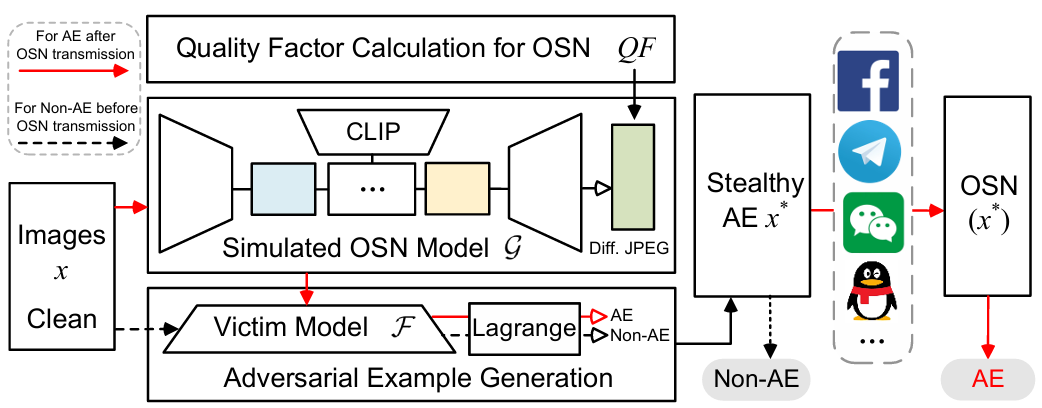 For AE after
OSN transmission
For Non-AE before
OSN transmission
Quality Factor Calculation for OSN QF
CLIP
...
Simulated OSN Model 𝒢
Diff. JPEG
Images
x
Clean
Victim Model ℱ
Lagrange
AE
Non-AE
Adversarial Example Generation
Stealthy
AE x*
Non-AE
f
...
OSN
(x*)
AE